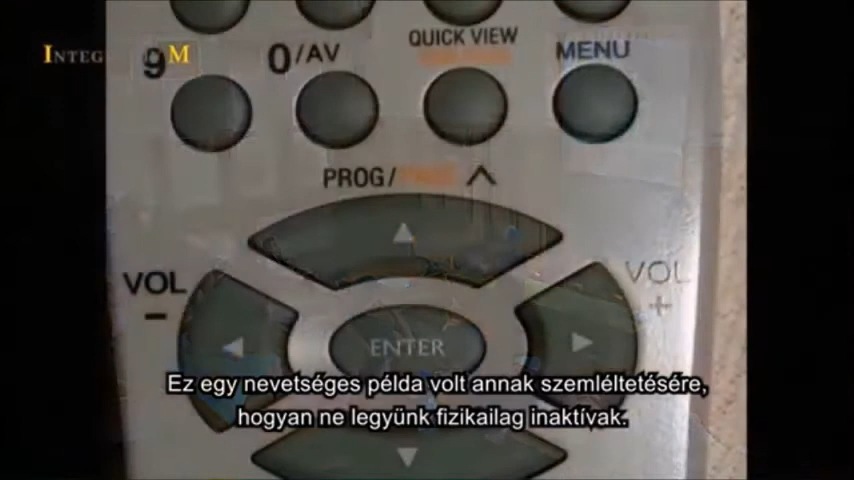 INTEG M
9
0/AV
QUICK VIEW
MENU
PROG/
VOL
-
VOL
+
ENTER
Ez egy nevetséges példa volt annak szemléltetésére,
hogyan ne legyünk fizikailag inaktívak.